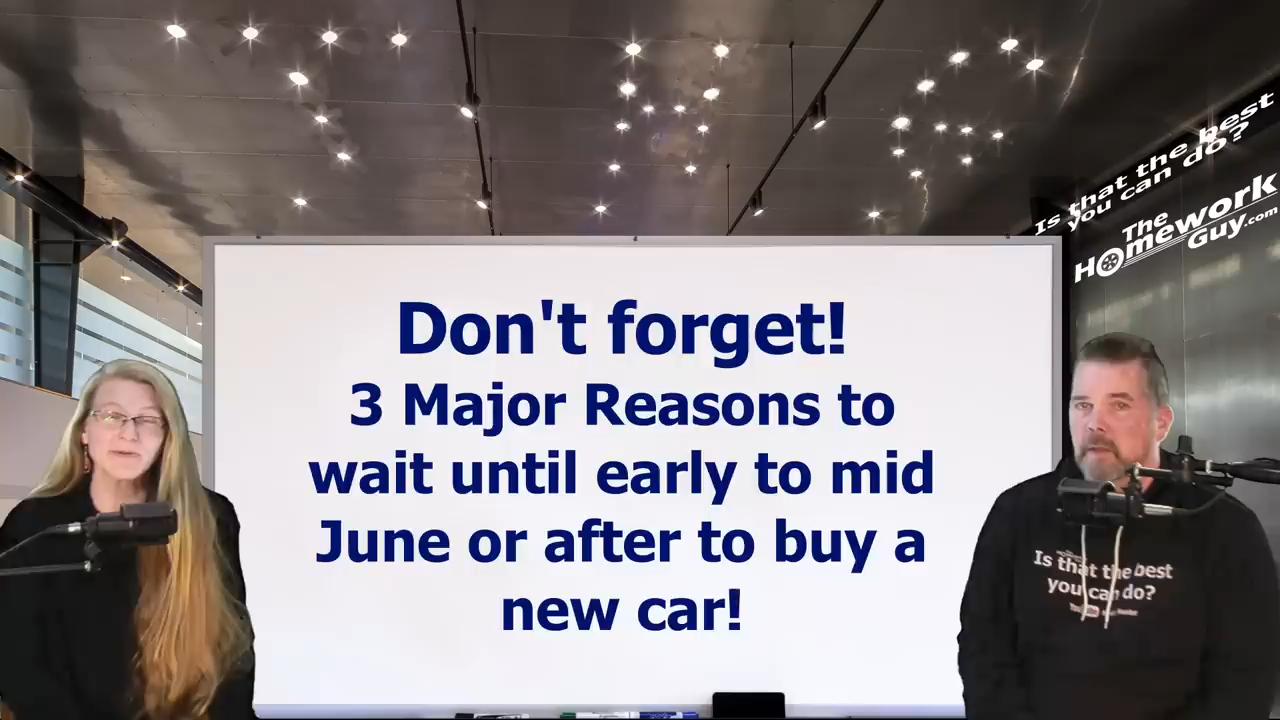 Is that the best
you can do?
The
Homework
Guy.com
Don't forget!
3 Major Reasons to
wait until early to mid
June or after to buy a
new car!
Is that the best
you can do?